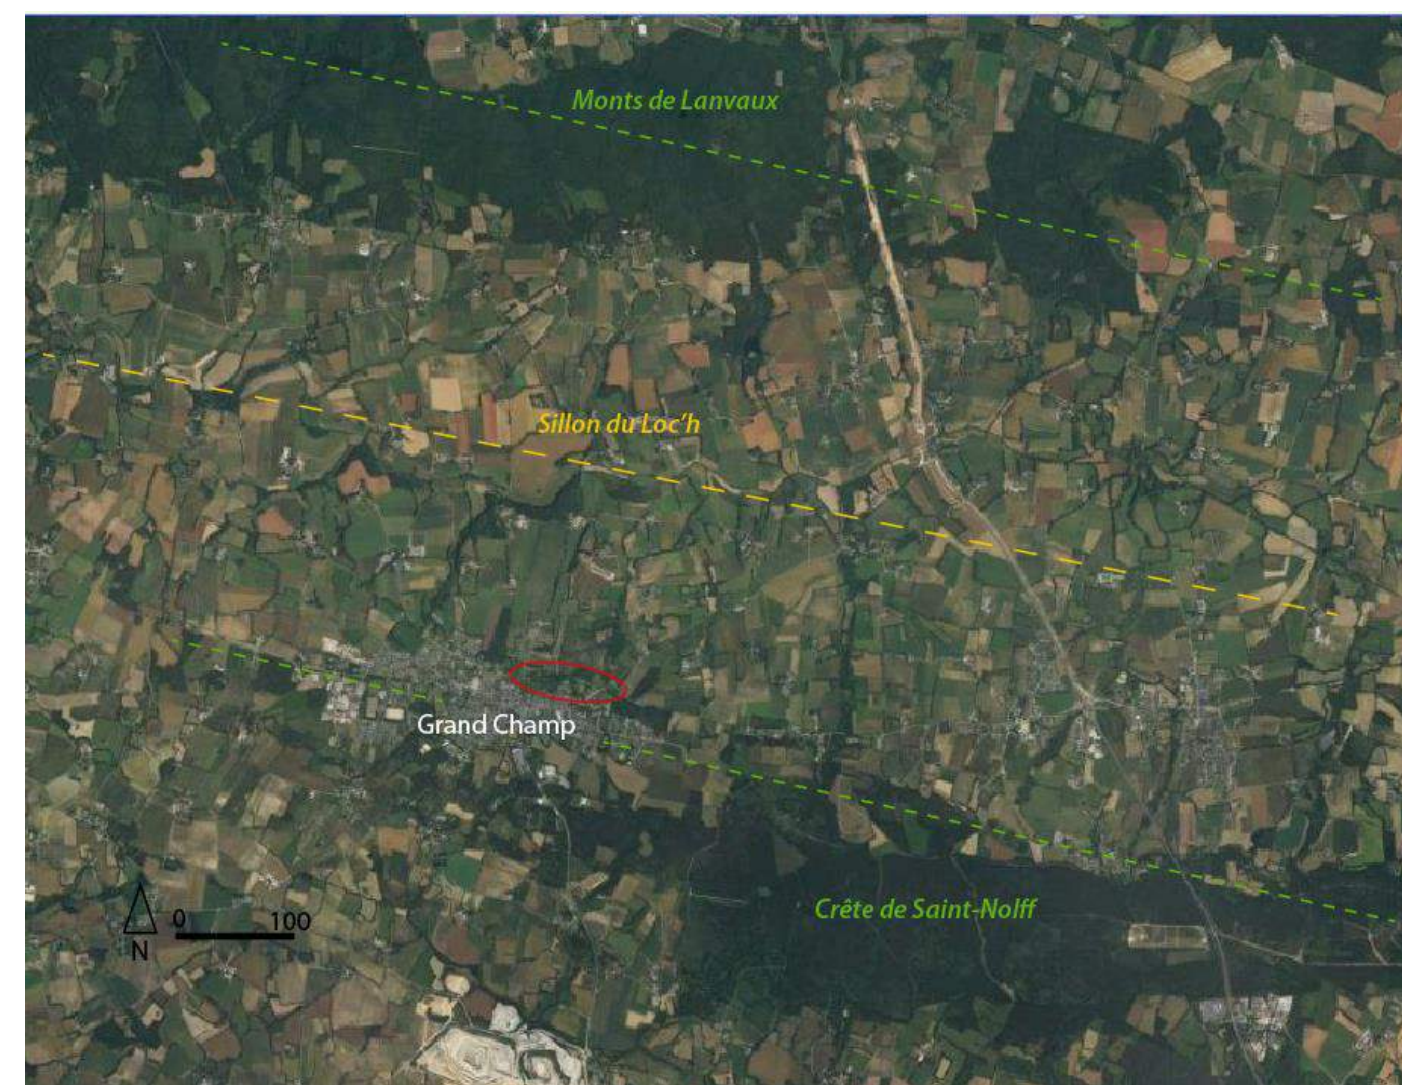 Monts de Lanvaux
Sillon du Loc’h
Grand Champ
Crête de Saint-Nolff
0 100
N